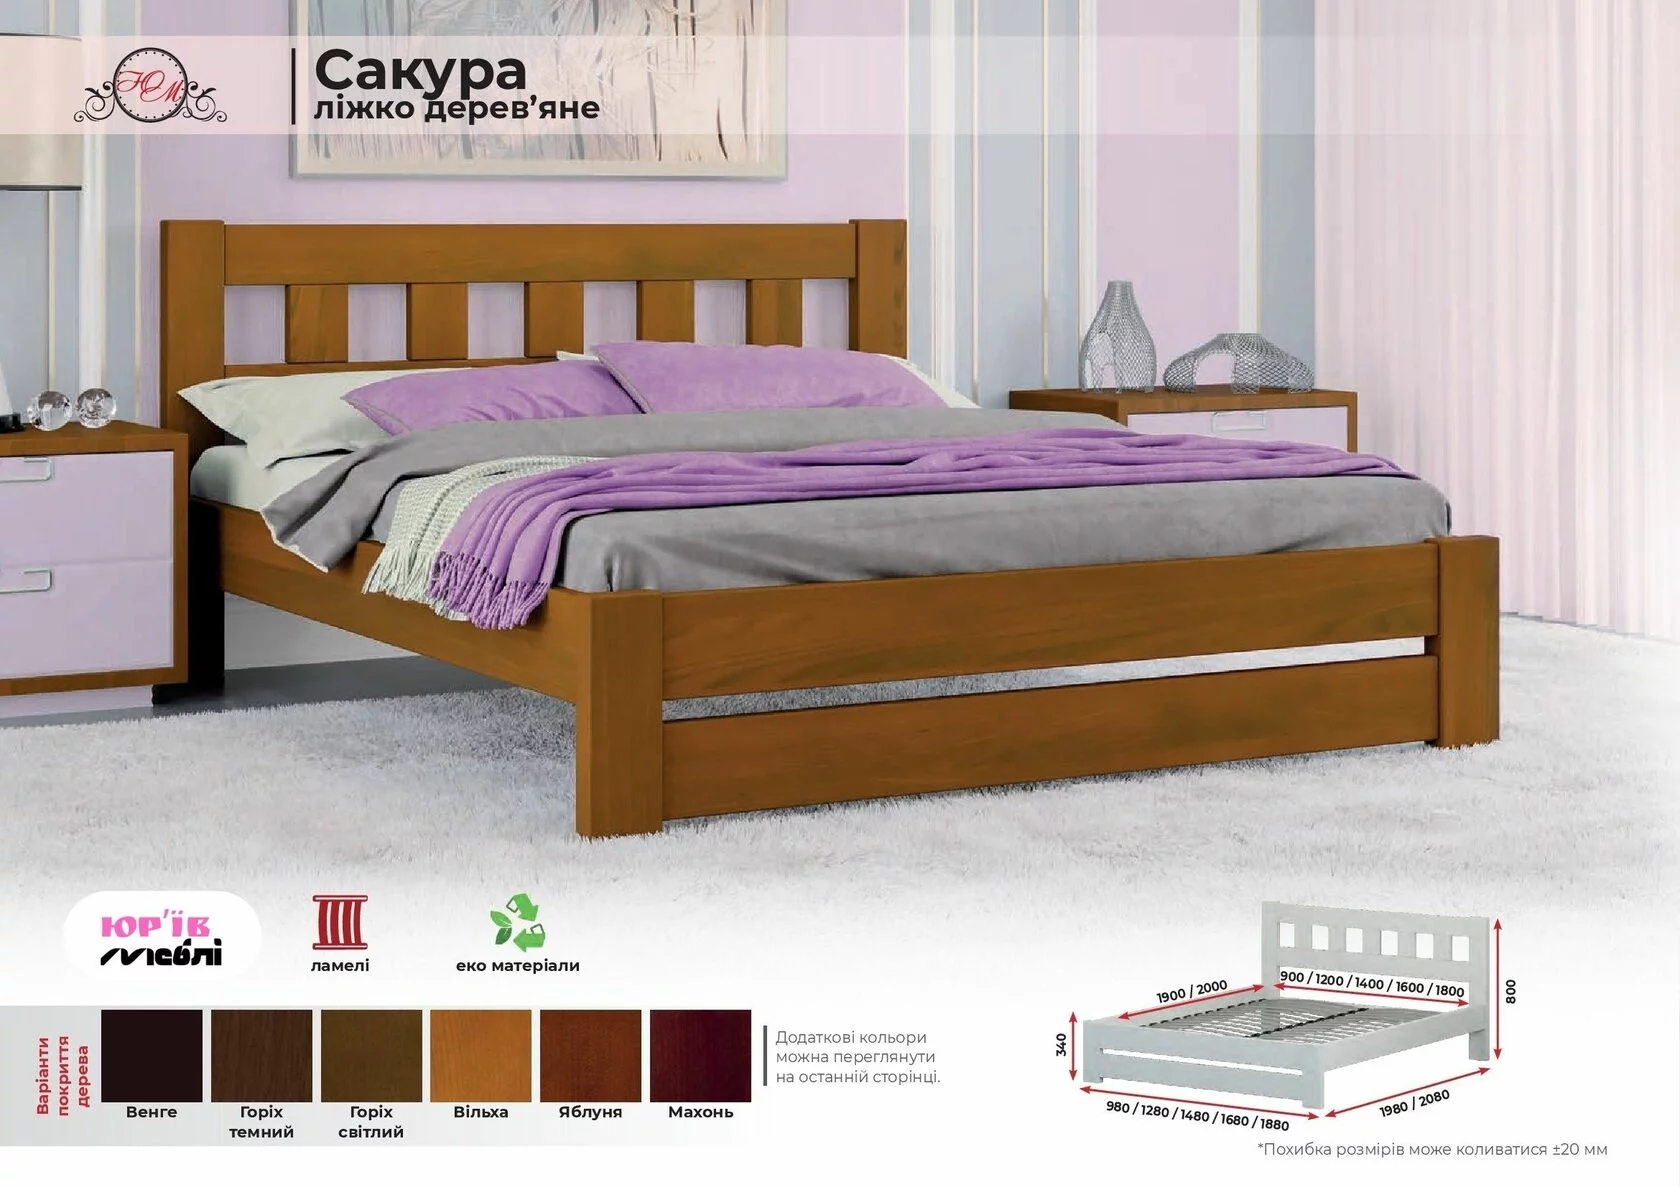 ЮМ
Сакура
ліжко дерев’яне
ЮР'ЇВ
меблі
ламелі
еко матеріали
Варіанти
покриття
дерева
Венге
Горіх
темний
Горіх
світлий
Вільха
Яблуня
Махонь
Додаткові кольори
можна переглянути
на останній сторінці.
1900 / 2000
900 / 1200 / 1400 / 1600 / 1800
800
340
980 / 1280 / 1480 / 1680 / 1880
1980 / 2080
*Похибка розмірів може коливатися ±20 мм